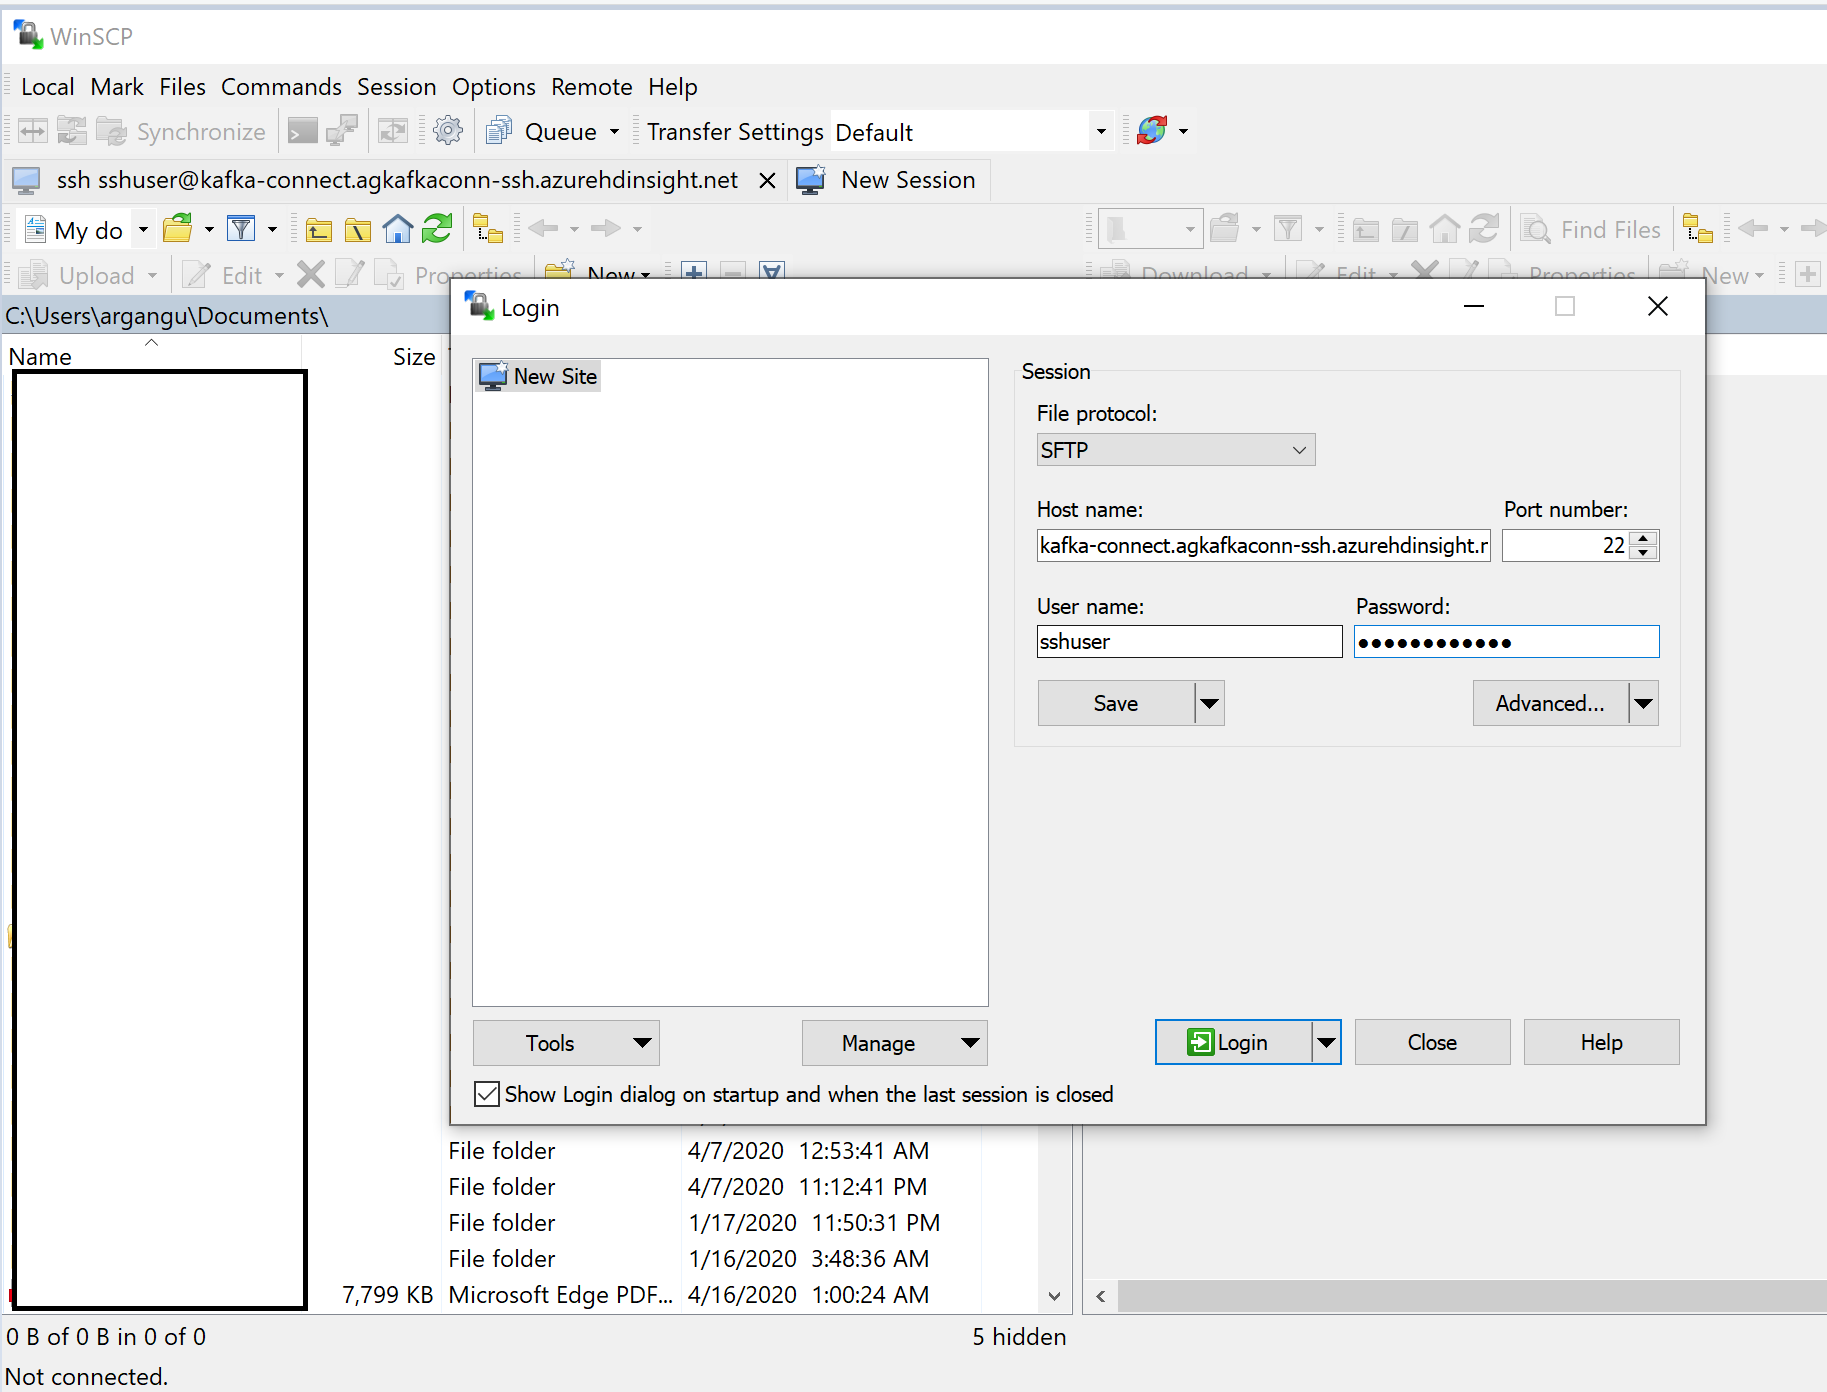 WinSCP
Local Mark Files Commands Session Options Remote Help
Synchronize Queue Transfer Settings Default
ssh sshuser@kafka-connect.agkafkaconn-ssh.azurehdinsight.net New Session
My do Find Files
Upload Edit Properties New Download Edit Properties New
C:\Users\argangu\Documents\
Name Size
Login
New Site
Session
File protocol:
SFTP
Host name: Port number:
kafka-connect.agkafkaconn-ssh.azurehdinsight.r 22
User name: Password:
sshuser ●●●●●●●●●●●●
Save Advanced...
Tools Manage Login Close Help
Show Login dialog on startup and when the last session is closed
File folder 4/7/2020 12:53:41 AM
File folder 4/7/2020 11:12:41 PM
File folder 1/17/2020 11:50:31 PM
File folder 1/16/2020 3:48:36 AM
7,799 KB Microsoft Edge PDF... 4/16/2020 1:00:24 AM
0 B of 0 B in 0 of 0 5 hidden
Not connected.